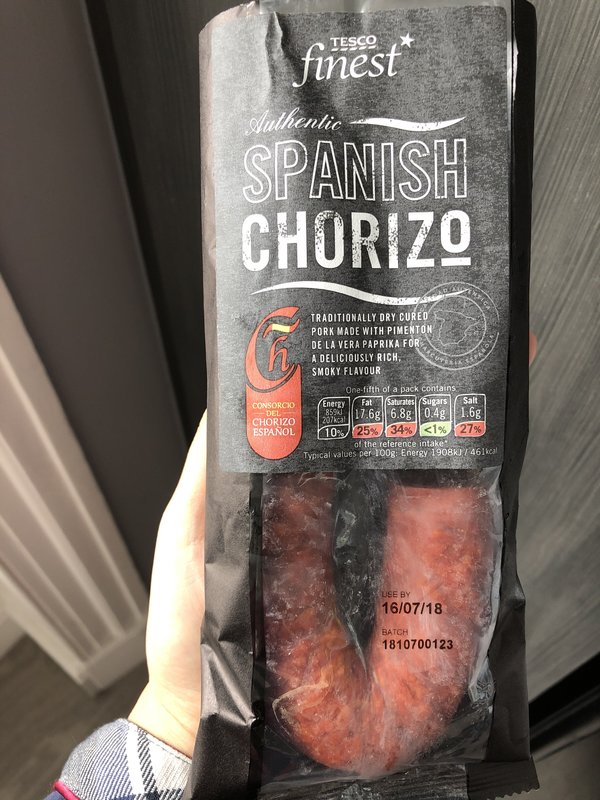 TESCO
finest*
Authentic
SPANISH
CHORIZO
TRADITIONALLY DRY CURED
PORK MADE WITH PIMENTON
DE LA VERA PAPRIKA FOR
A DELICIOUSLY RICH,
SMOKY FLAVOUR
Ch
CONSORCIO
DEL
CHORIZO
ESPAÑOL
One-fifth of a pack contains
Energy
859kJ
207kcal
10%
Fat
17.6g
25%
Saturates
6.8g
34%
Sugars
0.4g
<1%
Salt
1.6g
27%
of the reference intake*
Typical values per 100g: Energy 1908kJ / 461kcal
USE BY
16/07/18
BATCH
1810700123